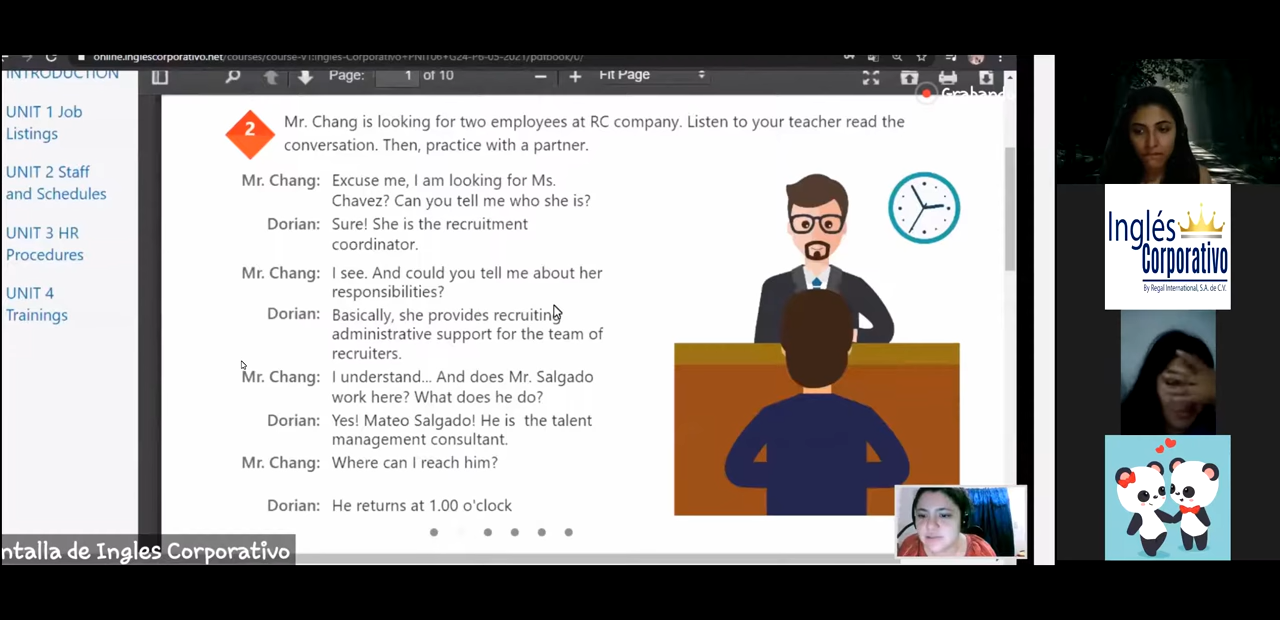 online.inglescorporativo.net/courses/course-v1:Ingles-Corporativo+PNIT06+G24-P6-05-2021/pdfbook/0/
INTRODUCTION
UNIT 1 Job
Listings
UNIT 2 Staff
and Schedules
UNIT 3 HR
Procedures
UNIT 4
Trainings
Page: 1 of 10
Fit Page
2
Mr. Chang is looking for two employees at RC company. Listen to your teacher read the
conversation. Then, practice with a partner.
Mr. Chang: Excuse me, I am looking for Ms.
Chavez? Can you tell me who she is?
Dorian: Sure! She is the recruitment
coordinator.
Mr. Chang: I see. And could you tell me about her
responsibilities?
Dorian: Basically, she provides recruiting
administrative support for the team of
recruiters.
Mr. Chang: I understand... And does Mr. Salgado
work here? What does he do?
Dorian: Yes! Mateo Salgado! He is the talent
management consultant.
Mr. Chang: Where can I reach him?
Dorian: He returns at 1.00 o'clock
ntalla de Ingles Corporativo
Inglés
Corporativo
By Regal International, S.A. de C.V.